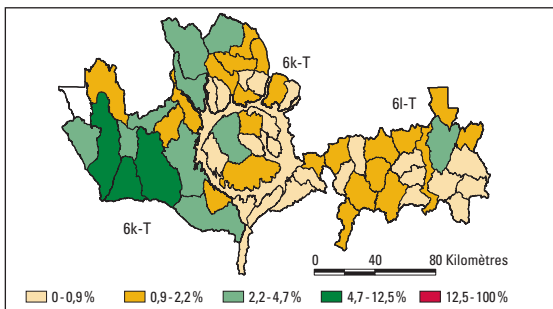 6k-T
6l-T
6k-T
0 40 80 Kilomètres
0 - 0,9 % 0,9 - 2,2 % 2,2 - 4,7 % 4,7 - 12,5 % 12,5 - 100 %